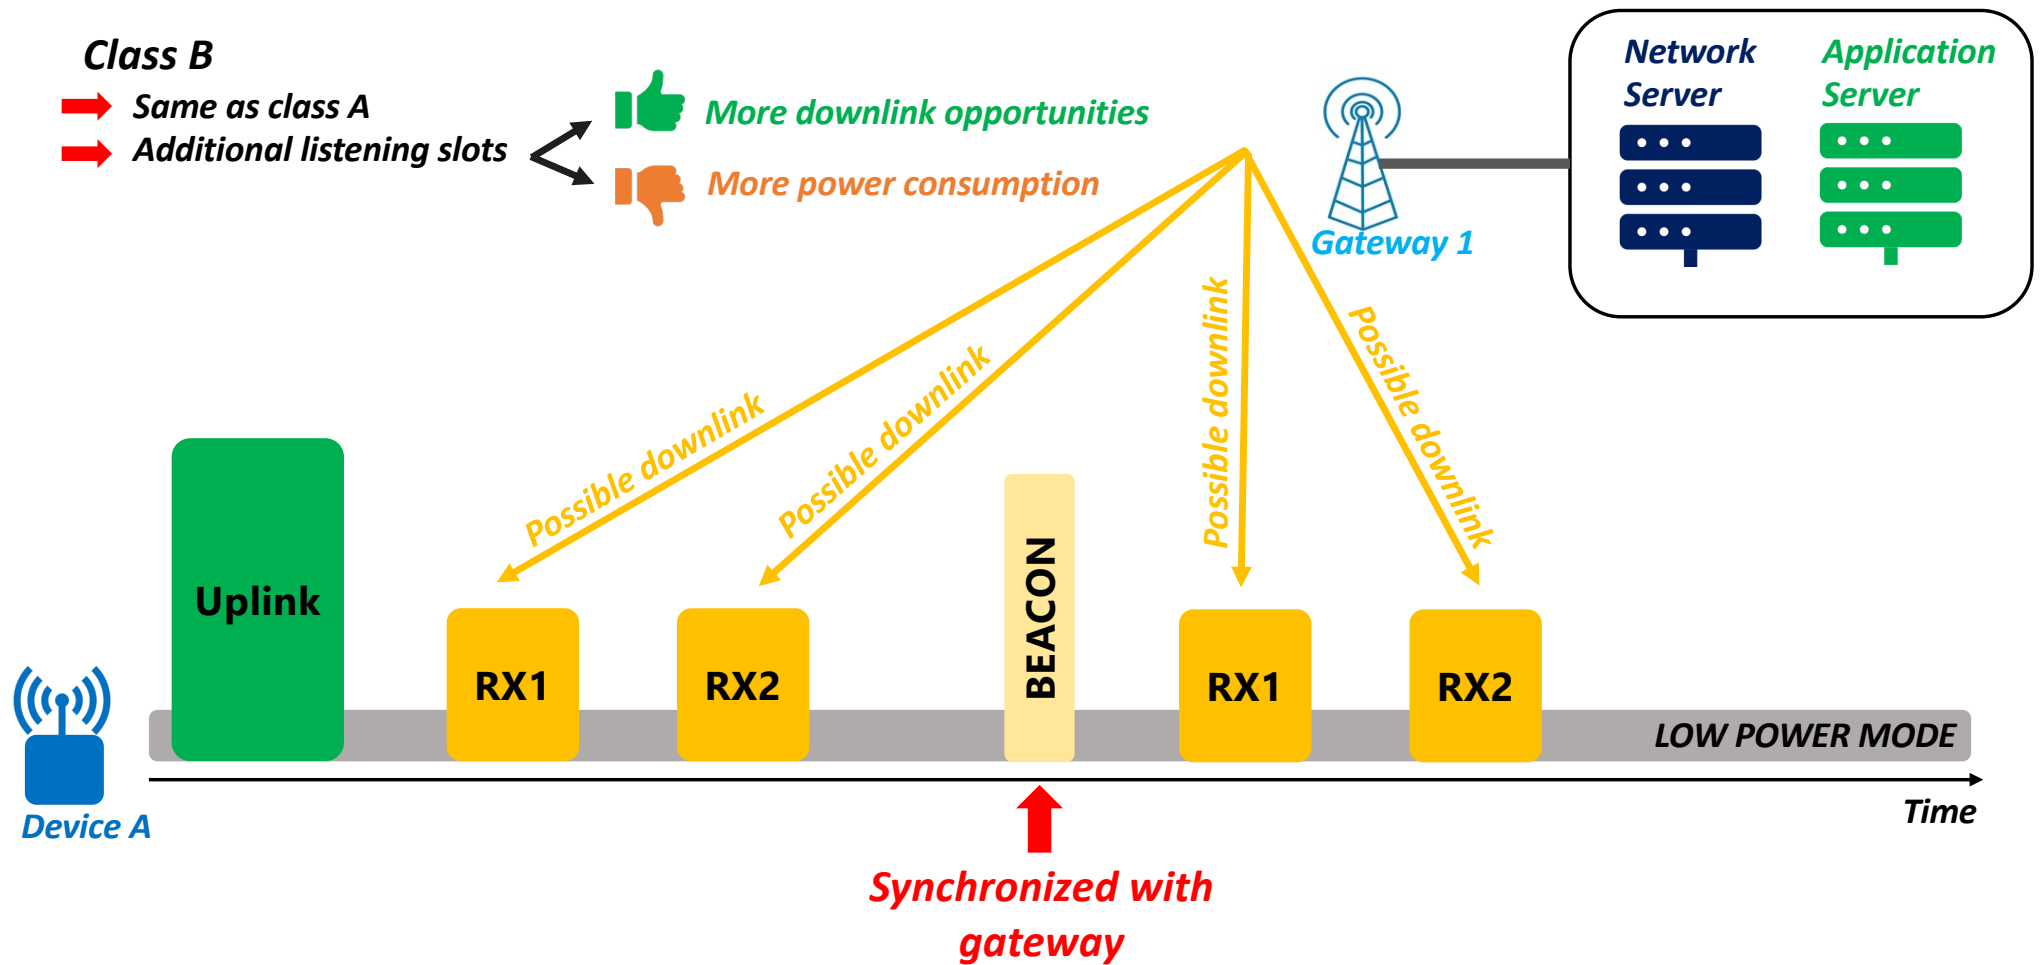 Class B
Same as class A
Additional listening slots
More downlink opportunities
More power consumption
Gateway 1
Network
Server
Application
Server
Possible downlink
Possible downlink
Possible downlink
Possible downlink
Uplink
RX1
RX2
BEACON
RX1
RX2
LOW POWER MODE
Device A
Time
Synchronized with
gateway